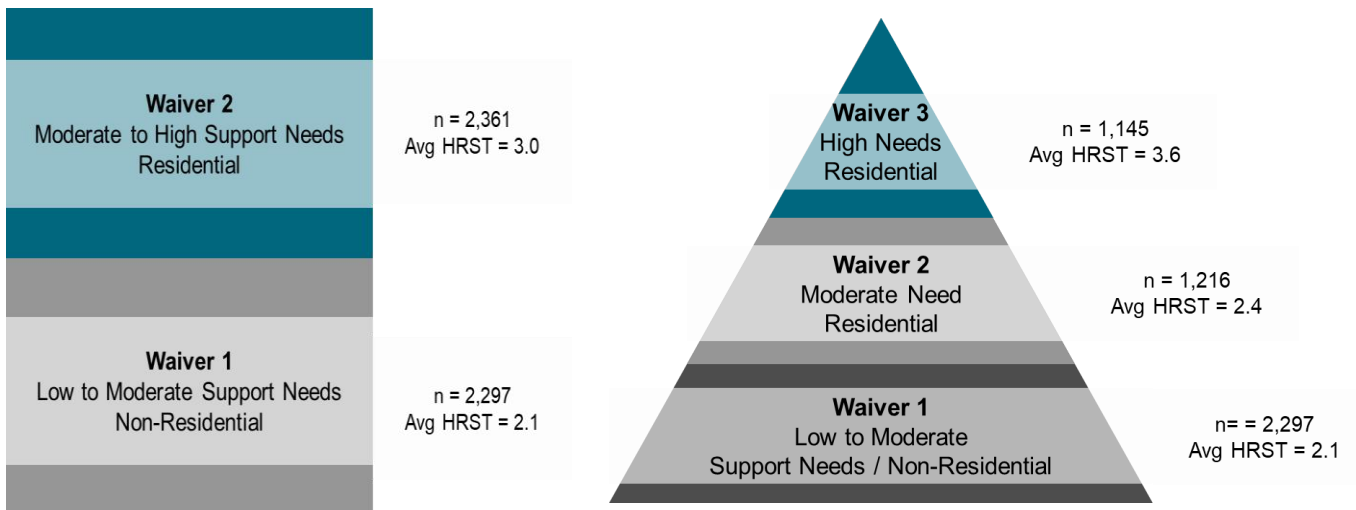 Waiver 2
Moderate to High Support Needs
Residential
n = 2,361
Avg HRST = 3.0
Waiver 1
Low to Moderate Support Needs
Non-Residential
n = 2,297
Avg HRST = 2.1
Waiver 3
High Needs
Residential
n = 1,145
Avg HRST = 3.6
Waiver 2
Moderate Need
Residential
n = 1,216
Avg HRST = 2.4
Waiver 1
Low to Moderate
Support Needs / Non-Residential
n= = 2,297
Avg HRST = 2.1